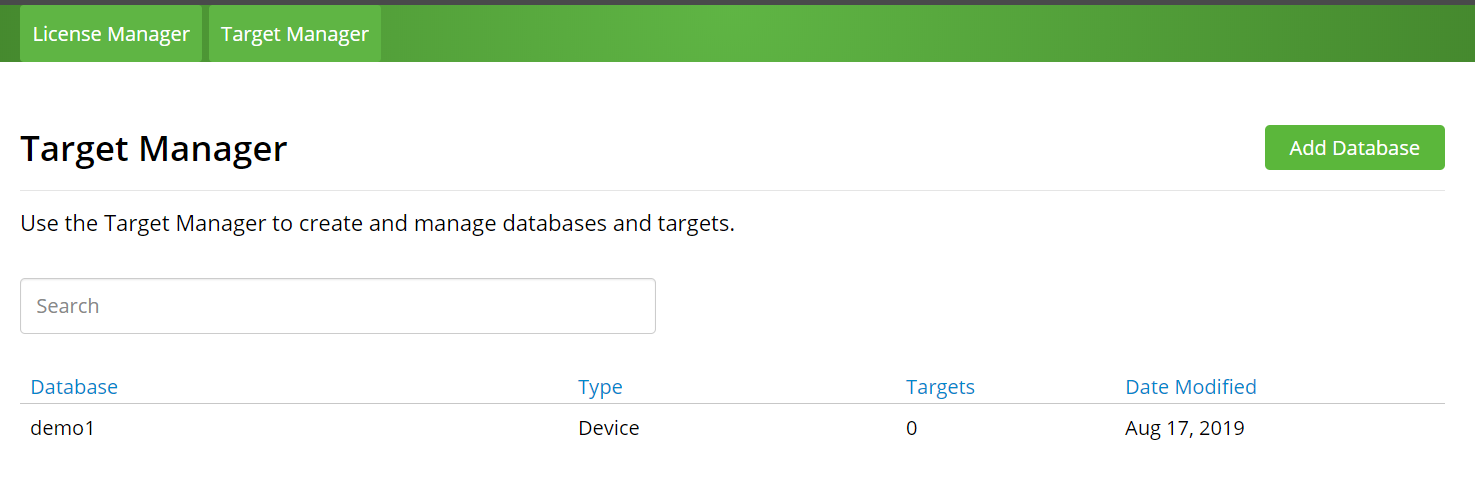 License Manager Target Manager
Target Manager
Add Database
Use the Target Manager to create and manage databases and targets.
Search
Database Type Targets Date Modified
demo1 Device 0 Aug 17, 2019